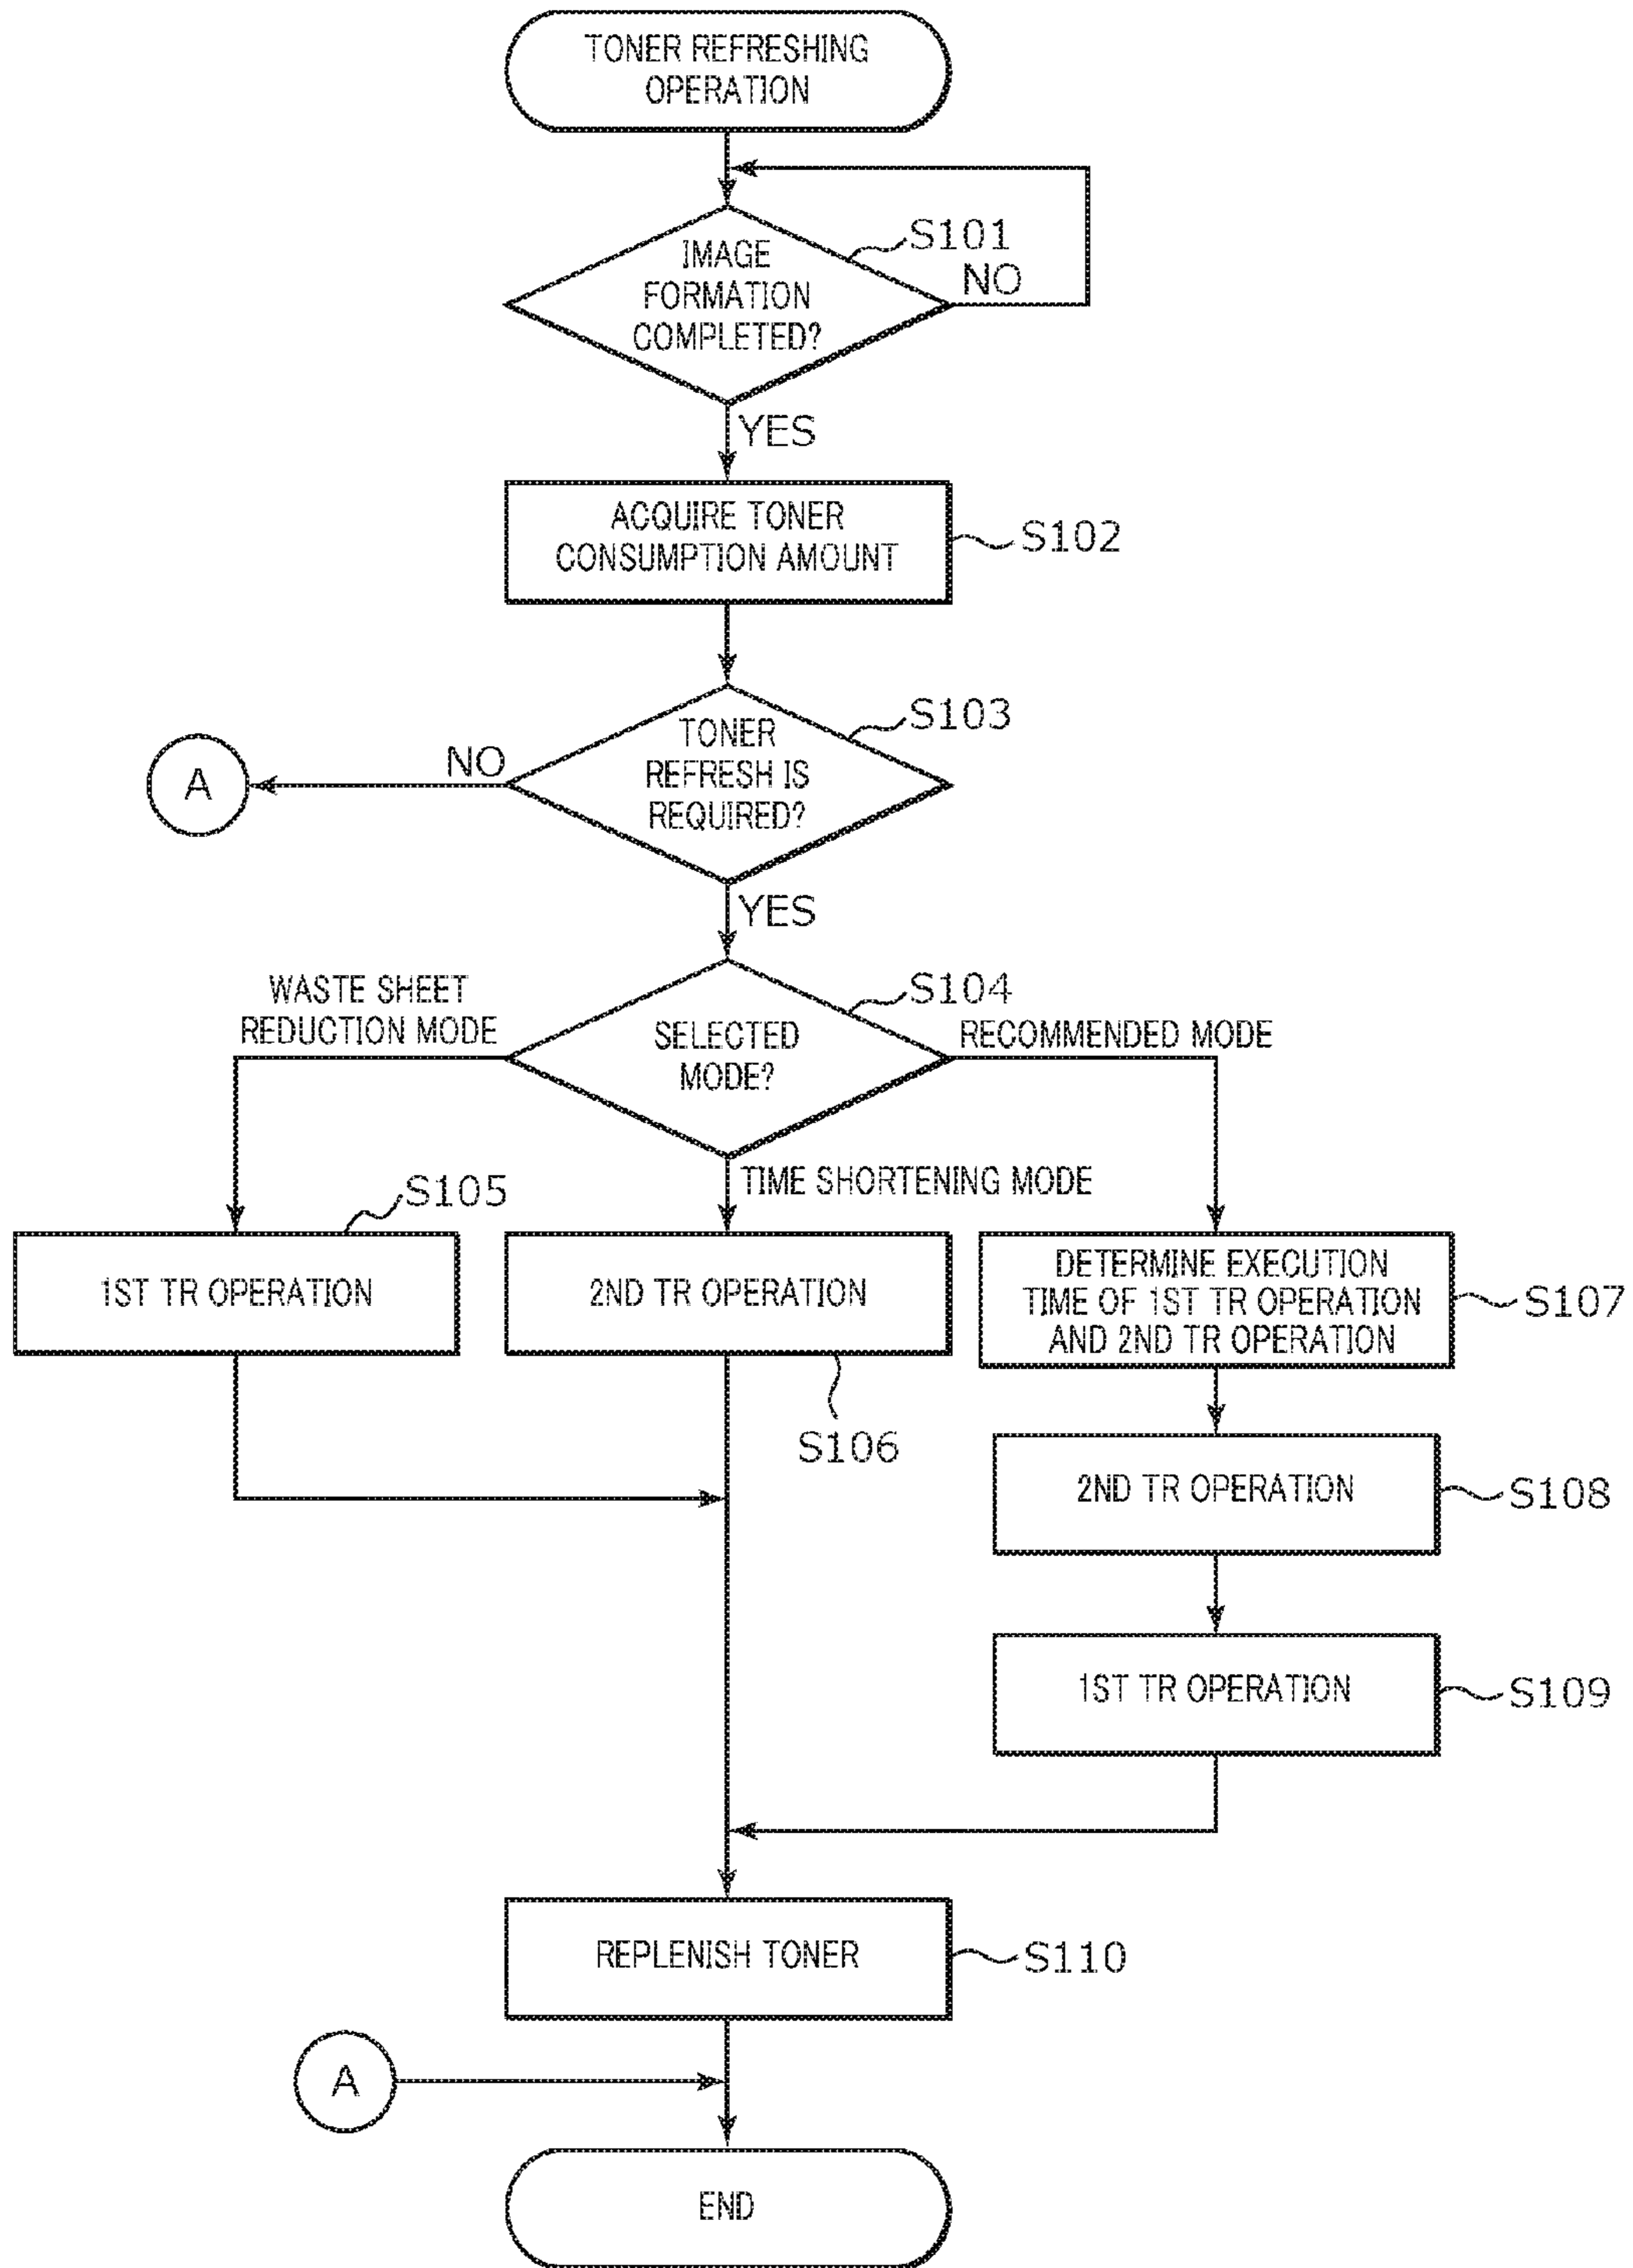 TONER REFRESHING
OPERATION
S101
IMAGE
FORMATION
COMPLETED?
NO
YES
ACQUIRE TONER
CONSUMPTION AMOUNT
S102
S103
TONER
REFRESH IS
REQUIRED?
NO
A
YES
S104
SELECTED
MODE?
WASTE SHEET
REDUCTION MODE
RECOMMENDED MODE
TIME SHORTENING MODE
S105
1ST TR OPERATION
2ND TR OPERATION
S106
DETERMINE EXECUTION
TIME OF 1ST TR OPERATION
AND 2ND TR OPERATION
S107
2ND TR OPERATION
S108
1ST TR OPERATION
S109
REPLENISH TONER
S110
A
END